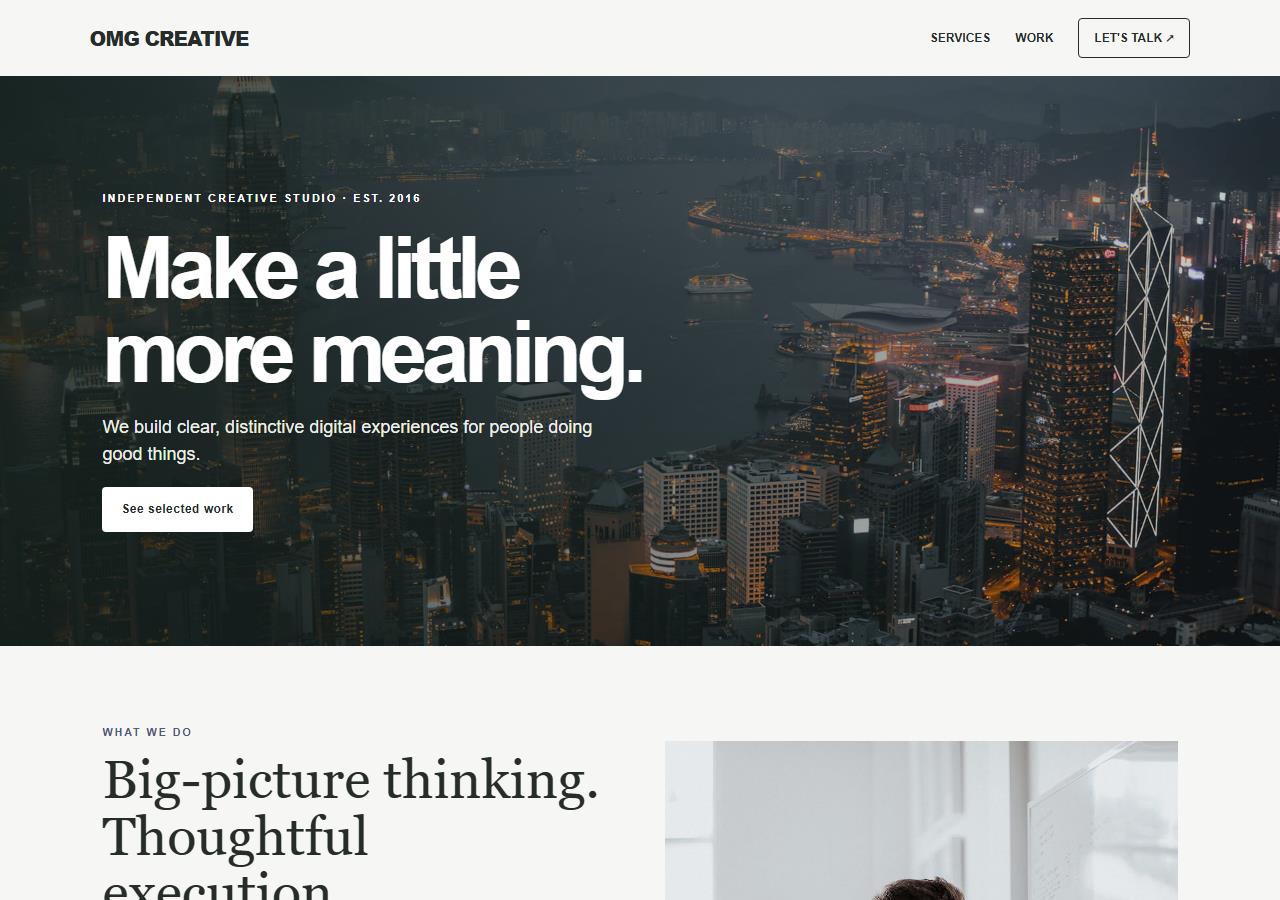 OMG CREATIVE
SERVICES WORK LET'S TALK ↗
INDEPENDENT CREATIVE STUDIO · EST. 2016
Make a little
more meaning.
We build clear, distinctive digital experiences for people doing
good things.
See selected work
WHAT WE DO
Big-picture thinking.
Thoughtful
execution